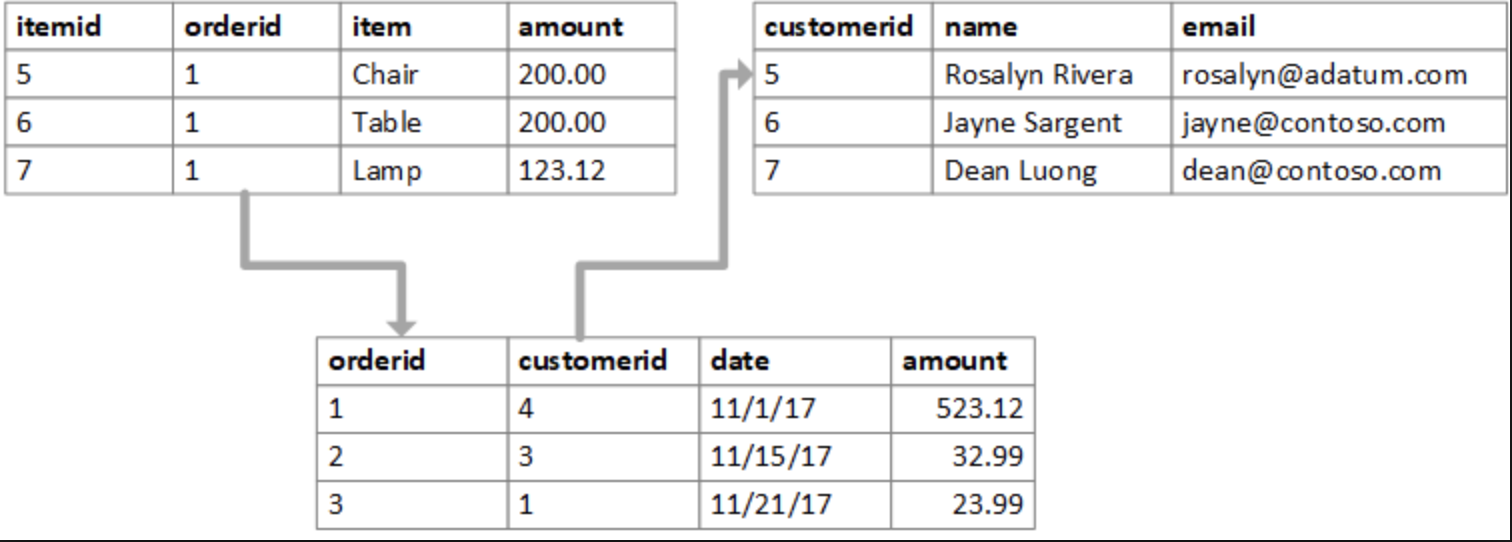 itemid orderid item amount
5 1 Chair 200.00
6 1 Table 200.00
7 1 Lamp 123.12
customerid name email
5 Rosalyn Rivera rosalyn@adatum.com
6 Jayne Sargent jayne@contoso.com
7 Dean Luong dean@contoso.com
orderid customerid date amount
1 4 11/1/17 523.12
2 3 11/15/17 32.99
3 1 11/21/17 23.99